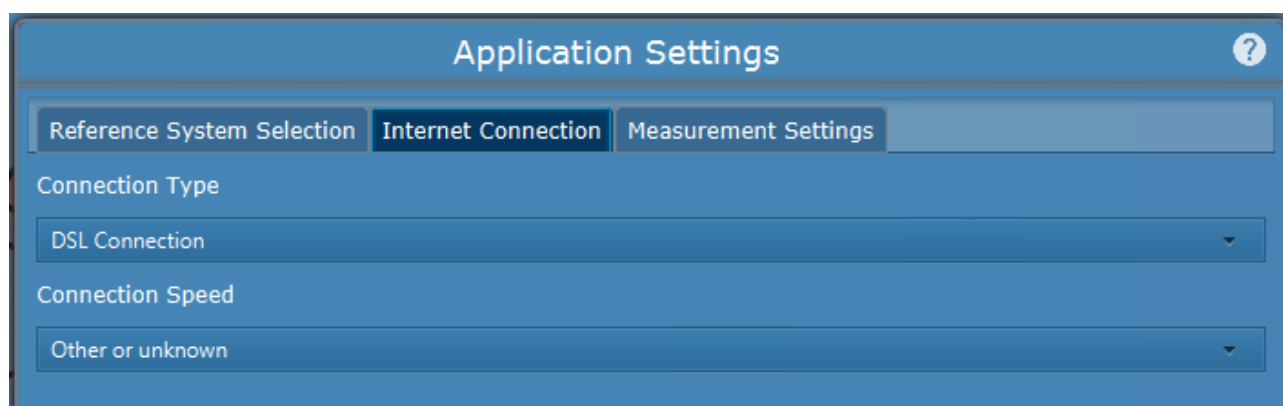 Application Settings
?
Reference System Selection Internet Connection Measurement Settings
Connection Type
DSL Connection
Connection Speed
Other or unknown